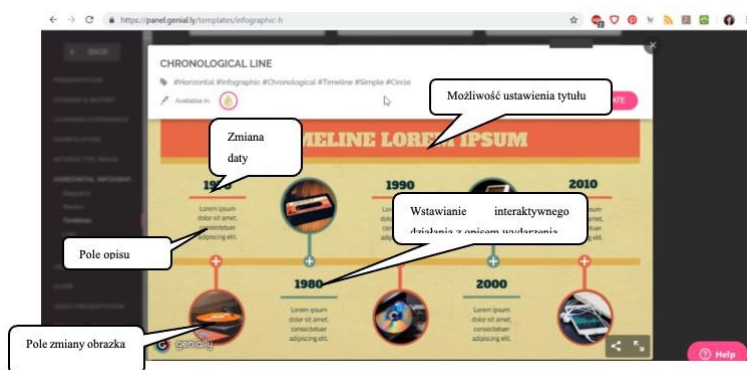 https://panel.genial.ly/templates/infographic-h
BACK
CHRONOLOGICAL LINE
#Horizontal #Infographic #Chronological #Timeline #Simple #Circle
Available in:
Możliwość ustawienia tytułu
Zmiana
daty
LOREM IPSUM
1990
2010
Lorem ipsum
dolor sit amet,
consectetuer
adipiscing elit.
Wstawianie interaktywnego
działania z opisem wydarzenia
Pole opisu
1980
2000
Lorem ipsum
dolor sit amet,
consectetuer
adipiscing elit.
Lorem ipsum
dolor sit amet,
consectetuer
adipiscing elit.
Pole zmiany obrazka
genially
Help